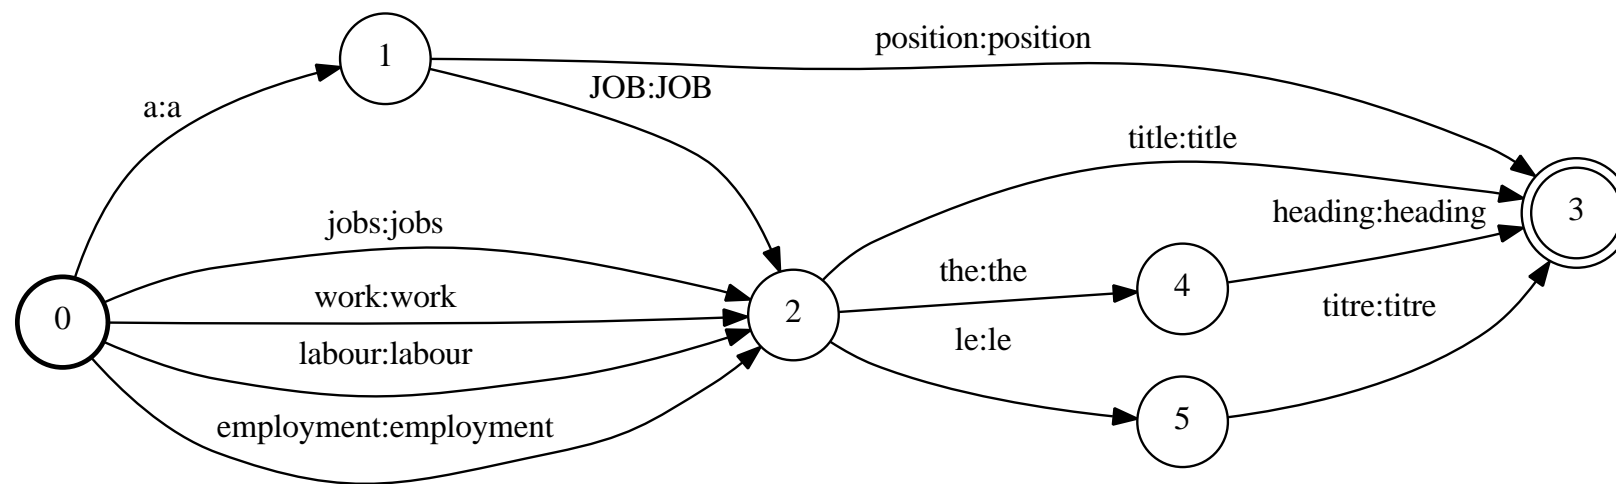 position:position
1
JOB:JOB
a:a
title:title
heading:heading
3
jobs:jobs
the:the
4
work:work
titre:titre
0
2
labour:labour
le:le
employment:employment
5